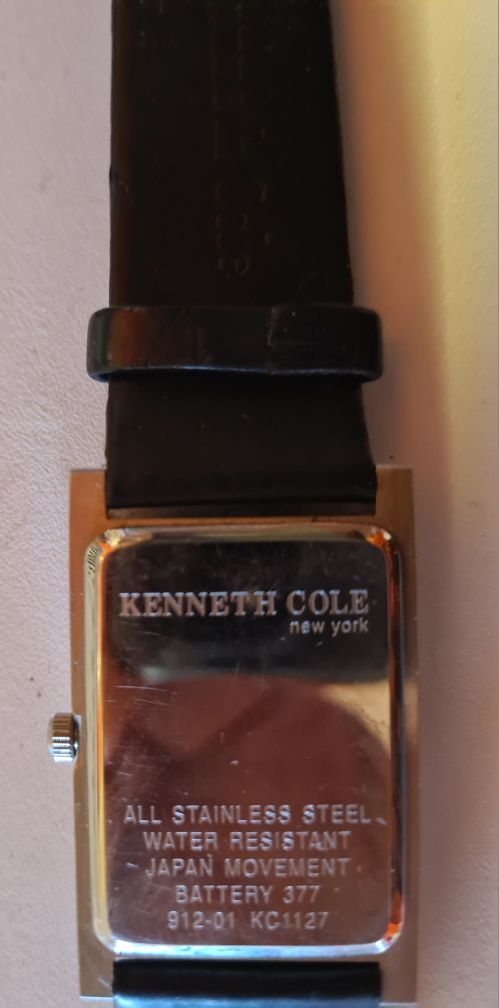 KENNETH COLE
new york
ALL STAINLESS STEEL
WATER RESISTANT
JAPAN MOVEMENT
BATTERY 377
912-01 KC1127